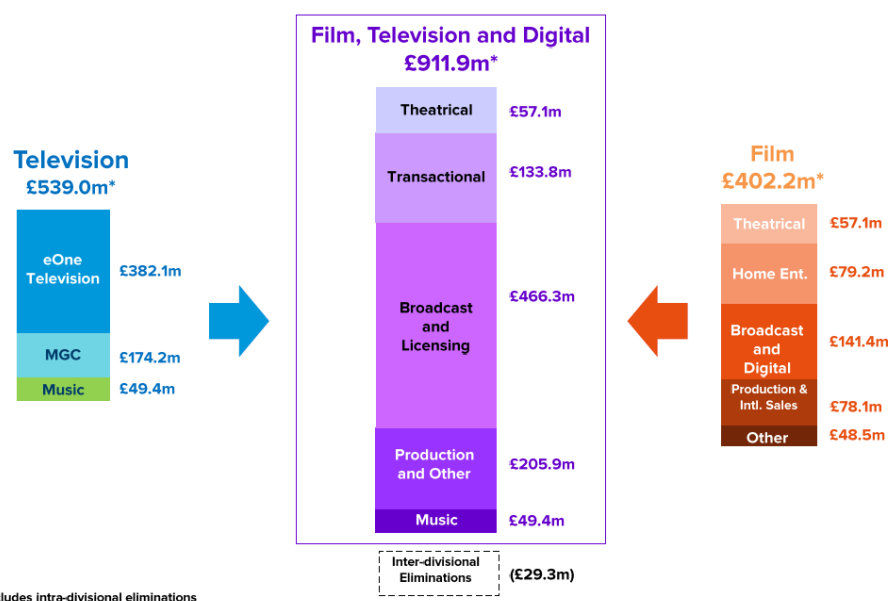 Film, Television and Digital
£911.9m*
Theatrical
£57.1m
Transactional
£133.8m
Broadcast
and
Licensing
£466.3m
Production
and Other
£205.9m
Music
£49.4m
Inter-divisional
Eliminations
(£29.3m)
Television
£539.0m*
eOne
Television
£382.1m
MGC
£174.2m
Music
£49.4m
Film
£402.2m*
Theatrical
£57.1m
Home Ent.
£79.2m
Broadcast
and
Digital
£141.4m
Production &
Intl. Sales
£78.1m
Other
£48.5m
intra-divisional eliminations